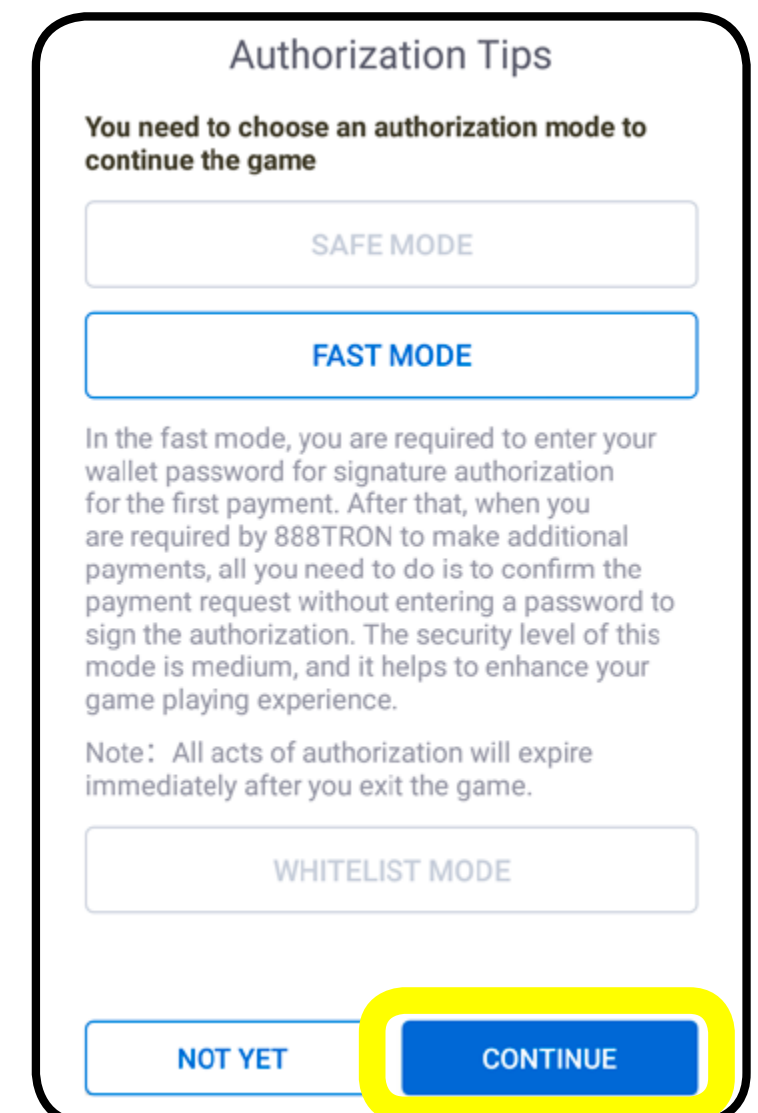 Authorization Tips
You need to choose an authorization mode to
continue the game
SAFE MODE
FAST MODE
In the fast mode, you are required to enter your
wallet password for signature authorization
for the first payment. After that, when you
are required by 888TRON to make additional
payments, all you need to do is to confirm the
payment request without entering a password to
sign the authorization. The security level of this
mode is medium, and it helps to enhance your
game playing experience.
Note：All acts of authorization will expire
immediately after you exit the game.
WHITELIST MODE
NOT YET
CONTINUE